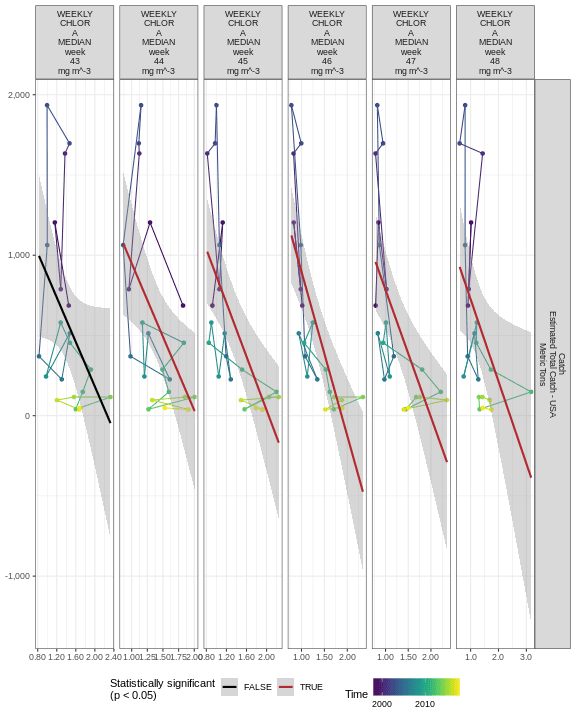 WEEKLY
CHLOR
A
MEDIAN
week
43
mg m^-3
WEEKLY
CHLOR
A
MEDIAN
week
44
mg m^-3
WEEKLY
CHLOR
A
MEDIAN
week
45
mg m^-3
WEEKLY
CHLOR
A
MEDIAN
week
46
mg m^-3
WEEKLY
CHLOR
A
MEDIAN
week
47
mg m^-3
WEEKLY
CHLOR
A
MEDIAN
week
48
mg m^-3
2,000
1,000
0
-1,000
Catch
Estimated Total Catch - USA
Metric Tons
0.80 1.20 1.60 2.00 2.40
1.00 1.25 1.50 1.75 2.00
0.80 1.20 1.60 2.00
1.00 1.50 2.00
1.00 1.50 2.00
1.0 2.0 3.0
Statistically significant
(p < 0.05)
FALSE
TRUE
Time
2000
2010